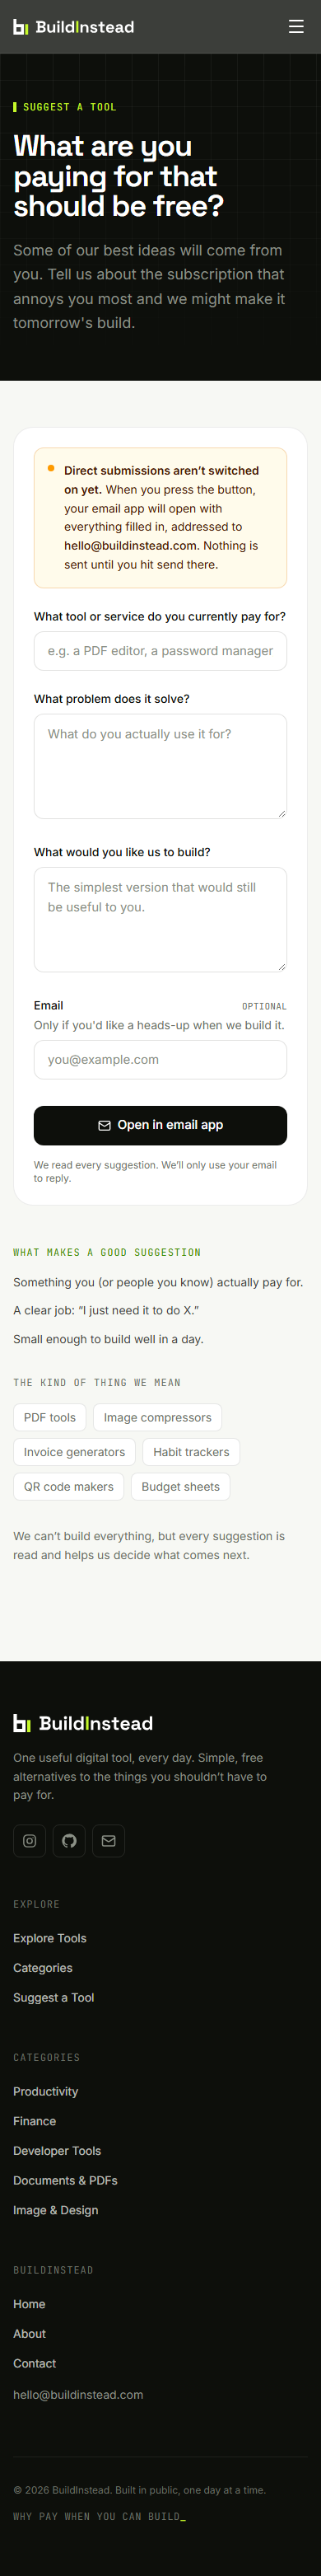 BuildInstead
SUGGEST A TOOL
What are you
paying for that
should be free?
Some of our best ideas will come from
you. Tell us about the subscription that
annoys you most and we might make it
tomorrow's build.
Direct submissions aren't switched
on yet. When you press the button,
your email app will open with
everything filled in, addressed to
hello@buildinstead.com. Nothing is
sent until you hit send there.
What tool or service do you currently pay for?
e.g. a PDF editor, a password manager
What problem does it solve?
What do you actually use it for?
What would you like us to build?
The simplest version that would still
be useful to you.
Email OPTIONAL
Only if you'd like a heads-up when we build it.
you@example.com
Open in email app
We read every suggestion. We'll only use your email
to reply.
WHAT MAKES A GOOD SUGGESTION
Something you (or people you know) actually pay for.
A clear job: “I just need it to do X.”
Small enough to build well in a day.
THE KIND OF THING WE MEAN
PDF tools Image compressors
Invoice generators Habit trackers
QR code makers Budget sheets
We can't build everything, but every suggestion is
read and helps us decide what comes next.
BuildInstead
One useful digital tool, every day. Simple, free
alternatives to the things you shouldn't have to
pay for.
EXPLORE
Explore Tools
Categories
Suggest a Tool
CATEGORIES
Productivity
Finance
Developer Tools
Documents & PDFs
Image & Design
BUILDINSTEAD
Home
About
Contact
hello@buildinstead.com
© 2026 BuildInstead. Built in public, one day at a time.
WHY PAY WHEN YOU CAN BUILD_